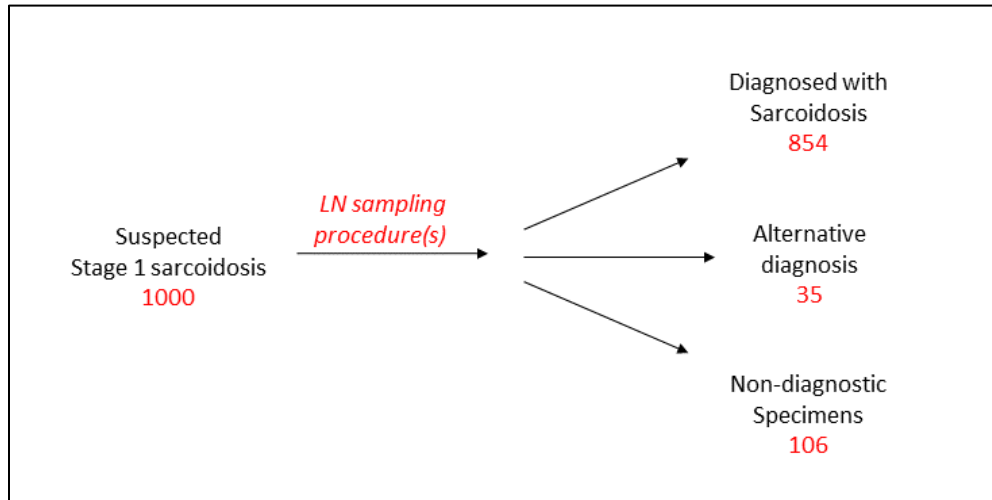 Suspected
Stage 1 sarcoidosis
1000
LN sampling
procedure(s)
Diagnosed with
Sarcoidosis
854
Alternative
diagnosis
35
Non-diagnostic
Specimens
106